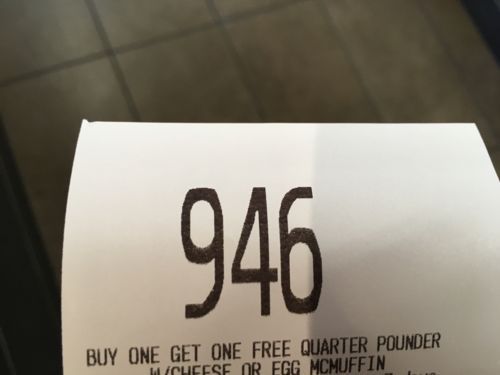 946
BUY ONE GET ONE FREE QUARTER POUNDER
W/CHEESE OR EGG MCMUFFIN